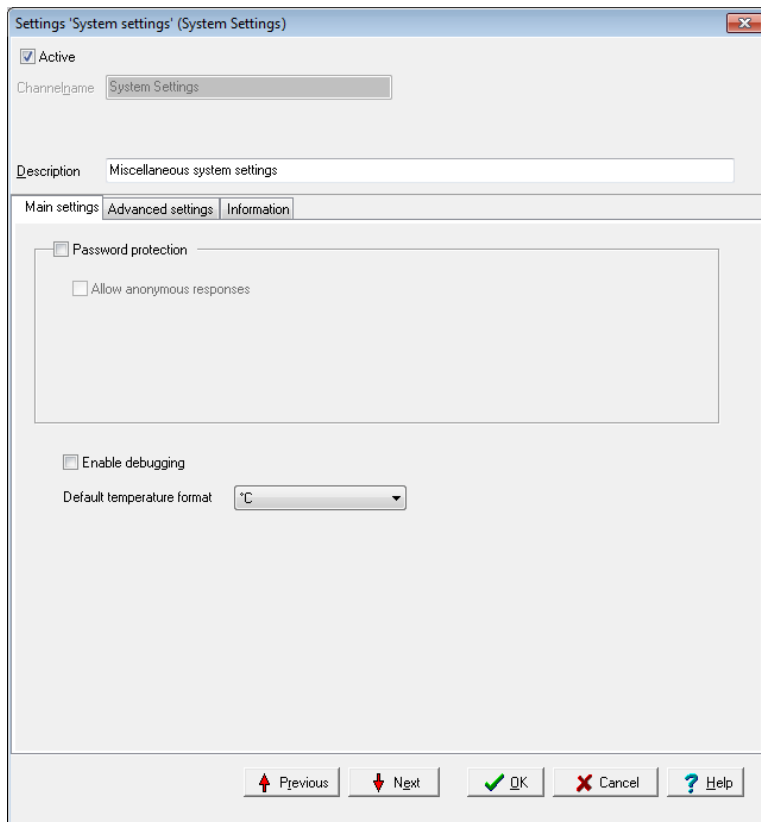 Settings 'System settings' (System Settings)
Active
Channelname System Settings
Description Miscellaneous system settings
Main settings Advanced settings Information
Password protection
Allow anonymous responses
Enable debugging
Default temperature format °C
Previous Next OK Cancel ? Help